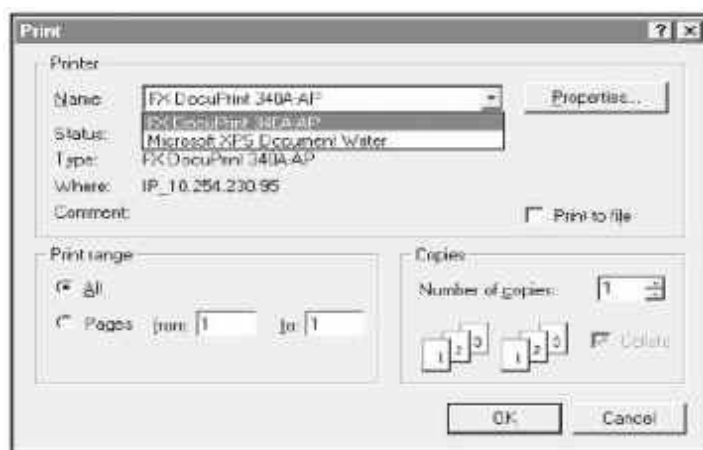 Print
Printer
Name
FX DocuPrint 340A-AP
Properties...
FX DocuPrint 340A-AP
Status:
Microsoft XPS Document Water
Type:
FX DocuPrint 340A-AP
Where:
IP_10.254.230.95
Comment:
Print to file
Print range
All
Pages from: 1 to: 1
Copies
Number of copies: 1
1 2 3 1 2 3
Collate
OK
Cancel